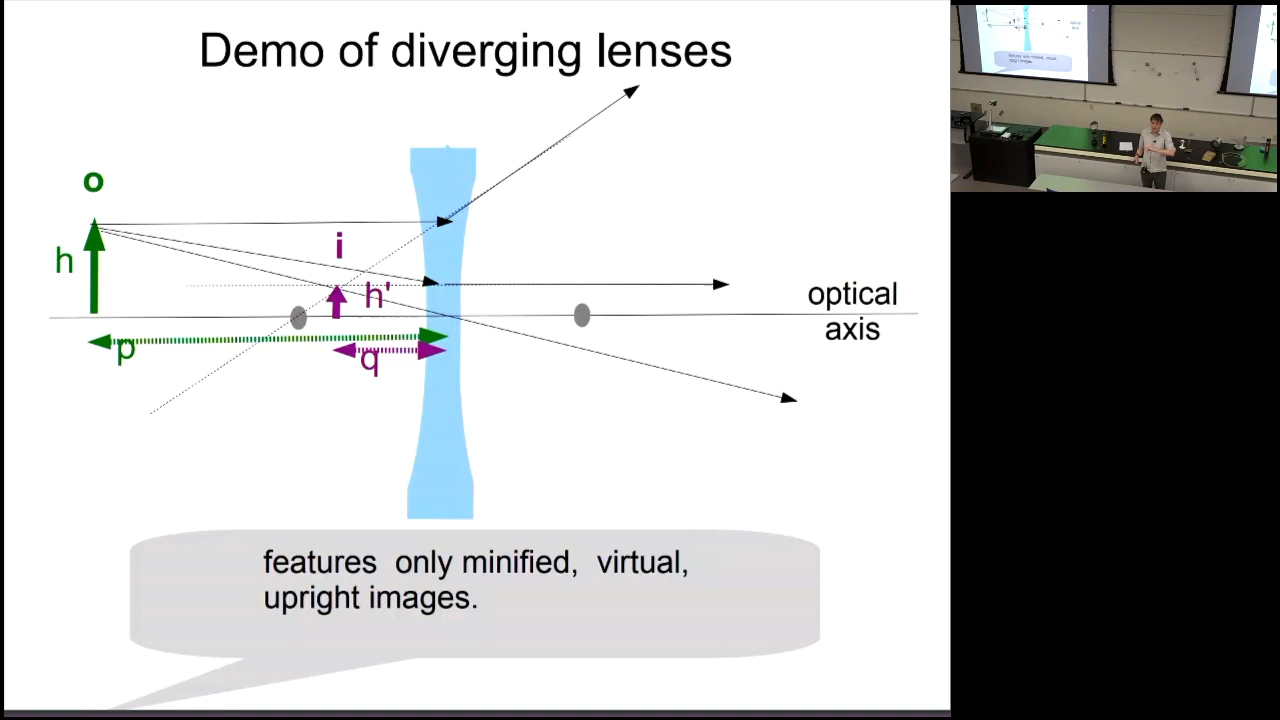 Demo of diverging lenses
o
h
i
h'
optical
axis
p
q
features only minified, virtual,
upright images.